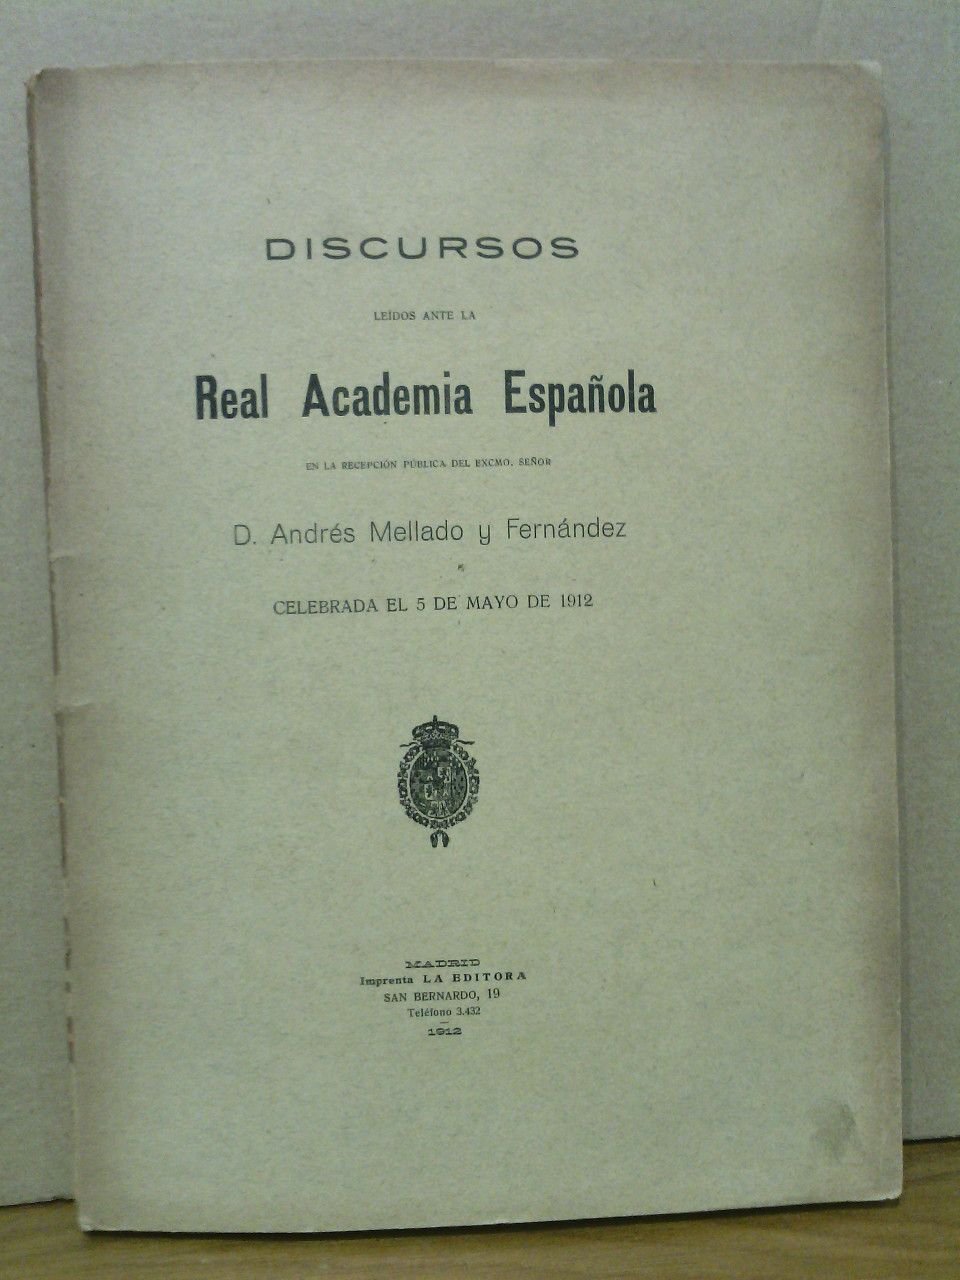 DISCURSOS
LEÍDOS ANTE LA
Real Academia Española
EN LA RECEPCIÓN PÚBLICA DEL EXCMO. SEÑOR
D. Andrés Mellado y Fernández
CELEBRADA EL 5 DE MAYO DE 1912
MADRID
Imprenta LA EDITORA
SAN BERNARDO, 19
Teléfono 3.432
1912